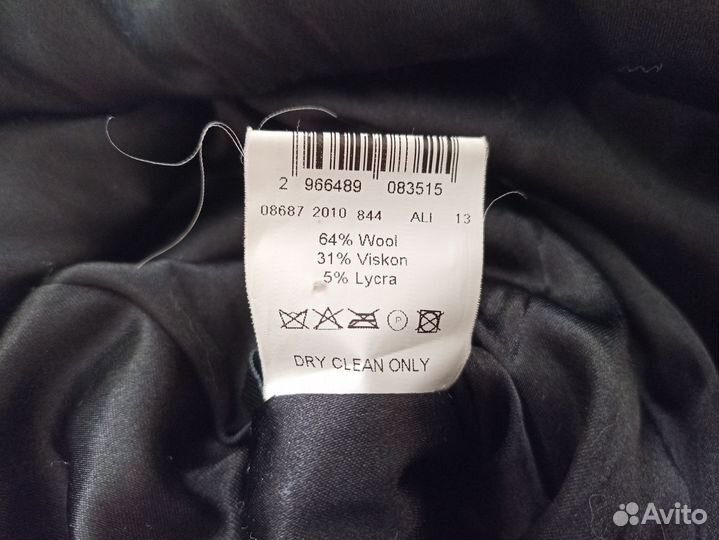 2 966489 083515
08687 2010 844 ALI 13
64% Wool
31% Viskon
5% Lycra
P
DRY CLEAN ONLY
Avito